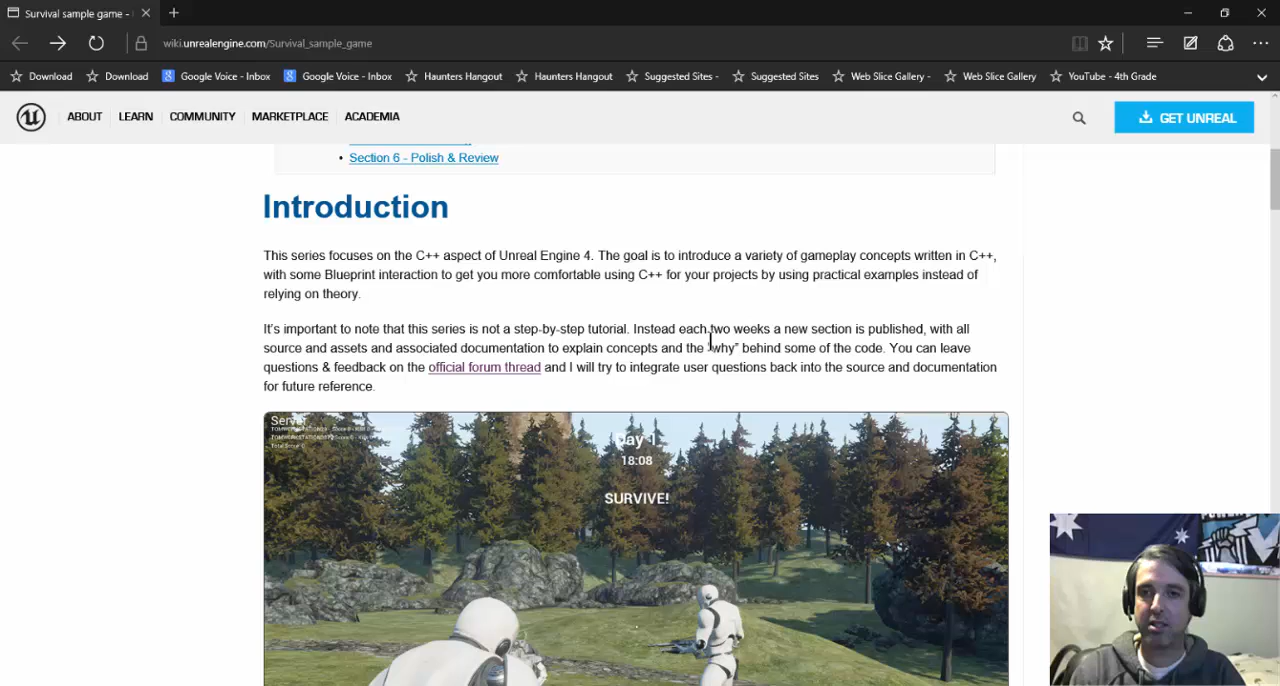 Survival sample game -
wiki.unrealengine.com/Survival_sample_game
Download
Download
Google Voice - Inbox
Google Voice - Inbox
Haunters Hangout
Haunters Hangout
Suggested Sites -
Suggested Sites
Web Slice Gallery -
Web Slice Gallery
YouTube - 4th Grade
ABOUT
LEARN
COMMUNITY
MARKETPLACE
ACADEMIA
GET UNREAL
• Section 6 - Polish & Review
Introduction
This series focuses on the C++ aspect of Unreal Engine 4. The goal is to introduce a variety of gameplay concepts written in C++,
with some Blueprint interaction to get you more comfortable using C++ for your projects by using practical examples instead of
relying on theory.
It's important to note that this series is not a step-by-step tutorial. Instead each two weeks a new section is published, with all
source and assets and associated documentation to explain concepts and the "why" behind some of the code. You can leave
questions & feedback on the official forum thread and I will try to integrate user questions back into the source and documentation
for future reference.
Server
Day 1
18:08
SURVIVE!